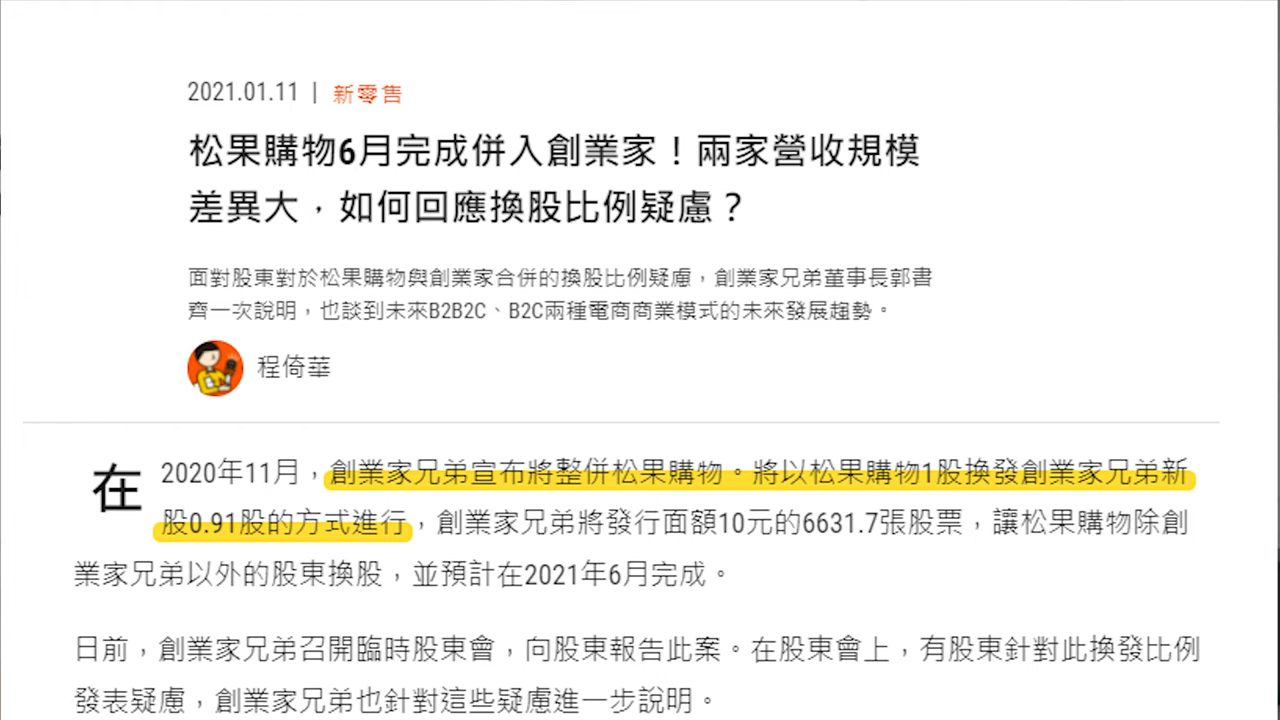 2021.01.11 | 新零售
松果購物6月完成併入創業家！兩家營收規模
差異大，如何回應換股比例疑慮？
面對股東對於松果購物與創業家合併的換股比例疑慮，創業家兄弟董事長郭書
齊一次說明，也談到未來B2B2C、B2C兩種電商商業模式的未來發展趨勢。
程倚華
在2020年11月，創業家兄弟宣布將整併松果購物。將以松果購物1股換發創業家兄弟新
股0.91股的方式進行，創業家兄弟將發行面額10元的6631.7張股票，讓松果購物除創
業家兄弟以外的股東換股，並預計在2021年6月完成。
日前，創業家兄弟召開臨時股東會，向股東報告此案。在股東會上，有股東針對此換發比例
發表疑慮，創業家兄弟也針對這些疑慮進一步說明。